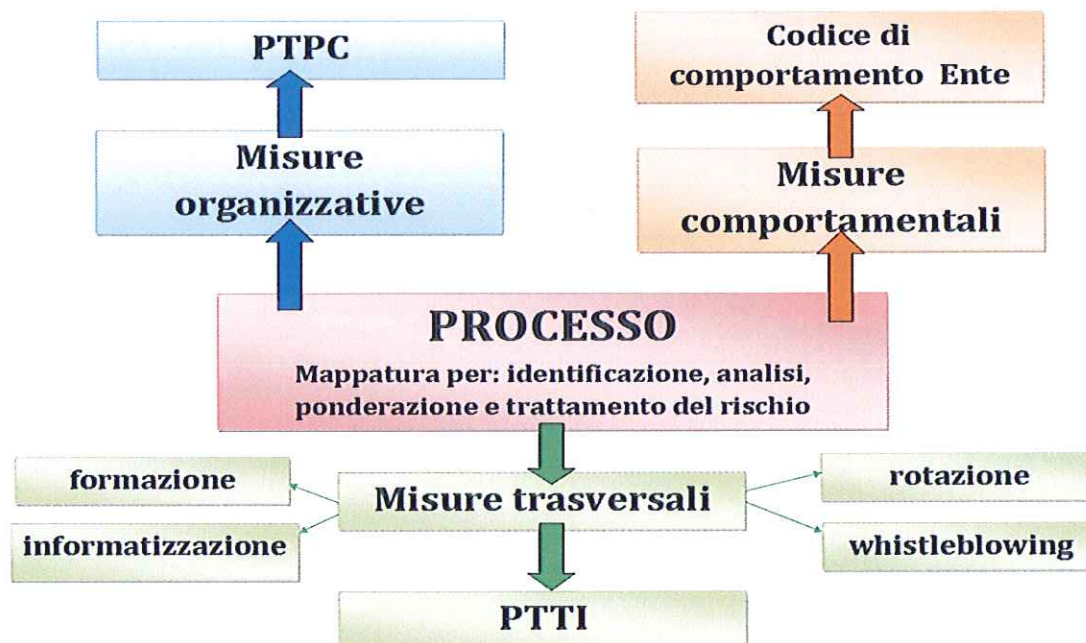 PTPC
Codice di
comportamento Ente
Misure
organizzative
Misure
comportamentali
PROCESSO
Mappatura per: identificazione, analisi,
ponderazione e trattamento del rischio
formazione
Misure trasversali
rotazione
informatizzazione
whistleblowing
PTTI